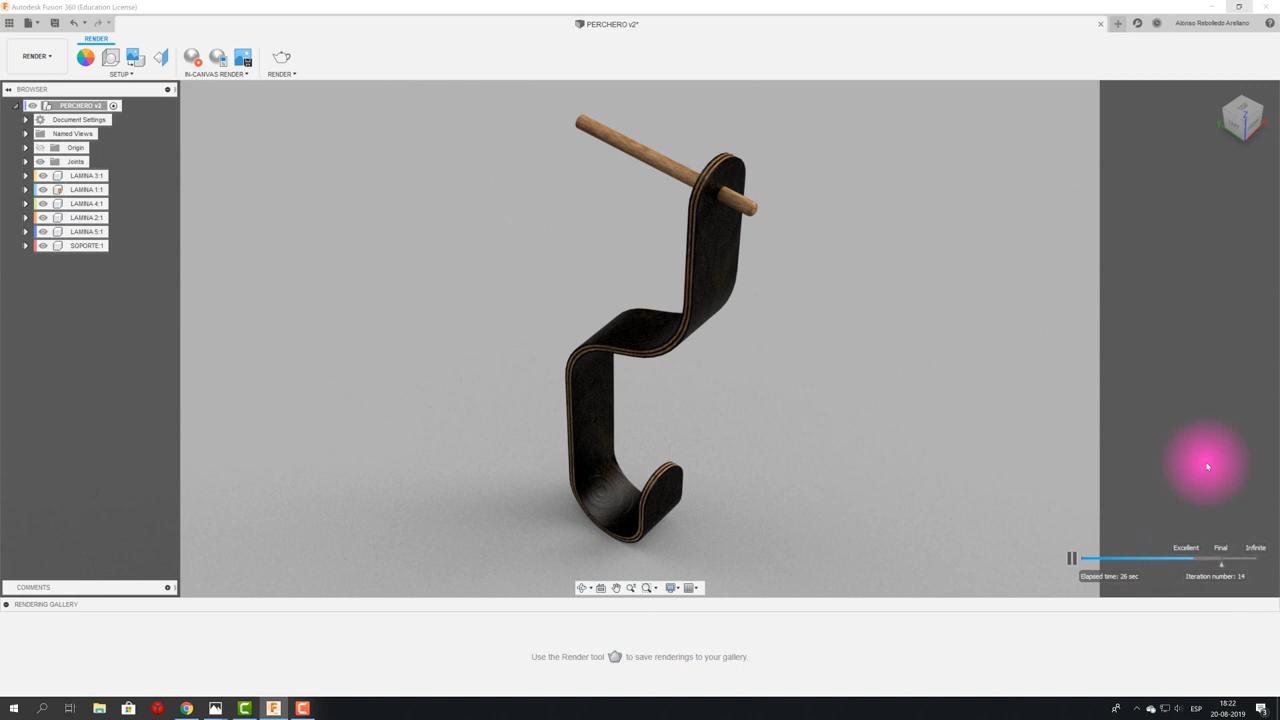 Autodesk Fusion 360 (Education License)
PERCHERO v2*
Alonso Rebolledo Arellano
RENDER
RENDER
SETUP
IN-CANVAS RENDER
RENDER
BROWSER
PERCHERO v2
Document Settings
Named Views
Origin
Joints
LAMINA 3:1
LAMINA 1:1
LAMINA 4:1
LAMINA 2:1
LAMINA 5:1
SOPORTE:1
Excellent Final Infinite
Elapsed time: 26 sec Iteration number: 14
COMMENTS
RENDERING GALLERY
Use the Render tool to save renderings to your gallery.
ESP
18:22
20-08-2019